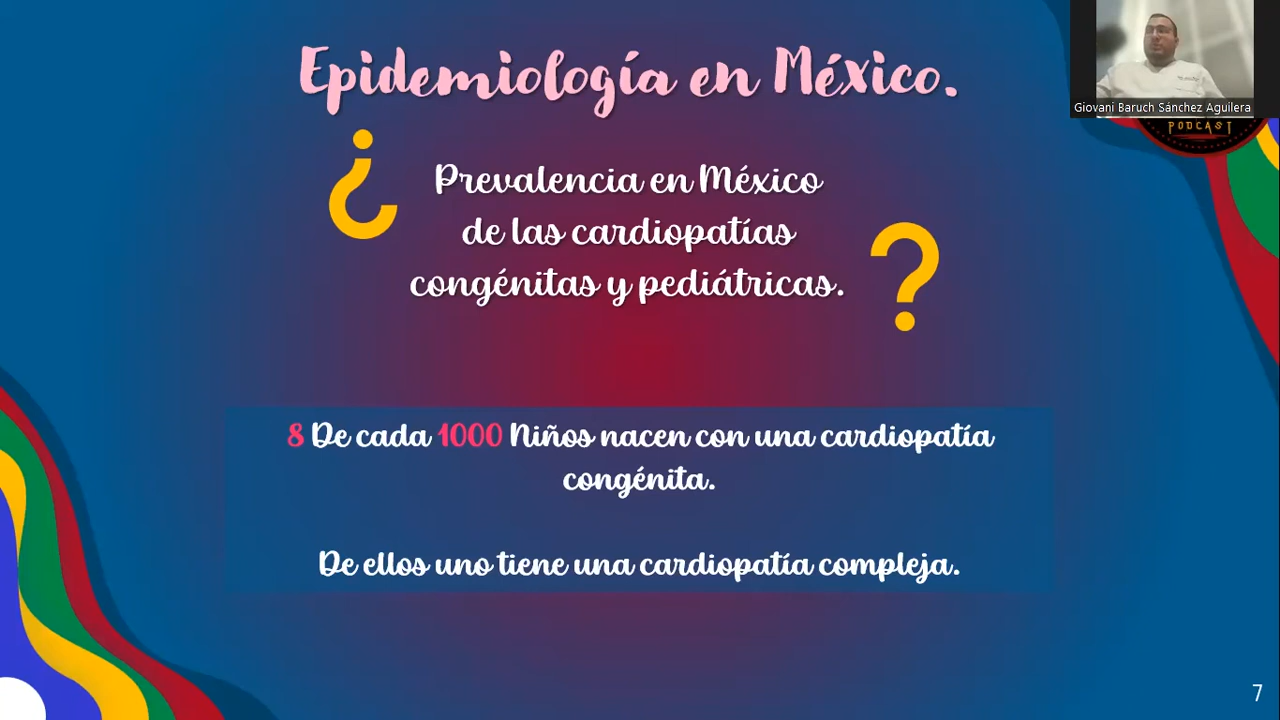 Epidemiología en México.
Giovani Baruch Sánchez Aguilera
PODCAST
¿
Prevalencia en México
de las cardiopatías
congénitas y pediátricas.
?
8 De cada 1000 Niños nacen con una cardiopatía
congénita.
De ellos uno tiene una cardiopatía compleja.
7